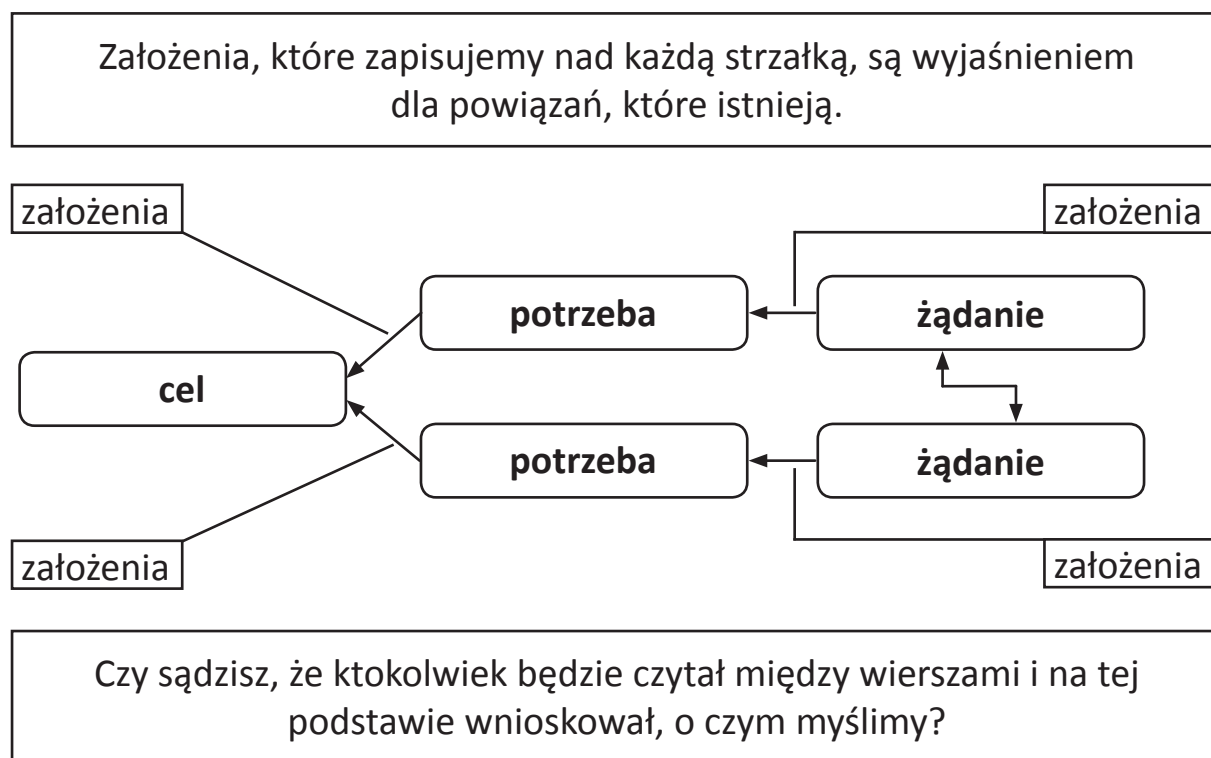 Założenia, które zapisujemy nad każdą strzałką, są wyjaśnieniem
dla powiązań, które istnieją.
założenia
założenia
potrzeba
żądanie
cel
potrzeba
żądanie
założenia
założenia
Czy sądzisz, że ktokolwiek będzie czytał między wierszami i na tej
podstawie wnioskował, o czym myślimy?